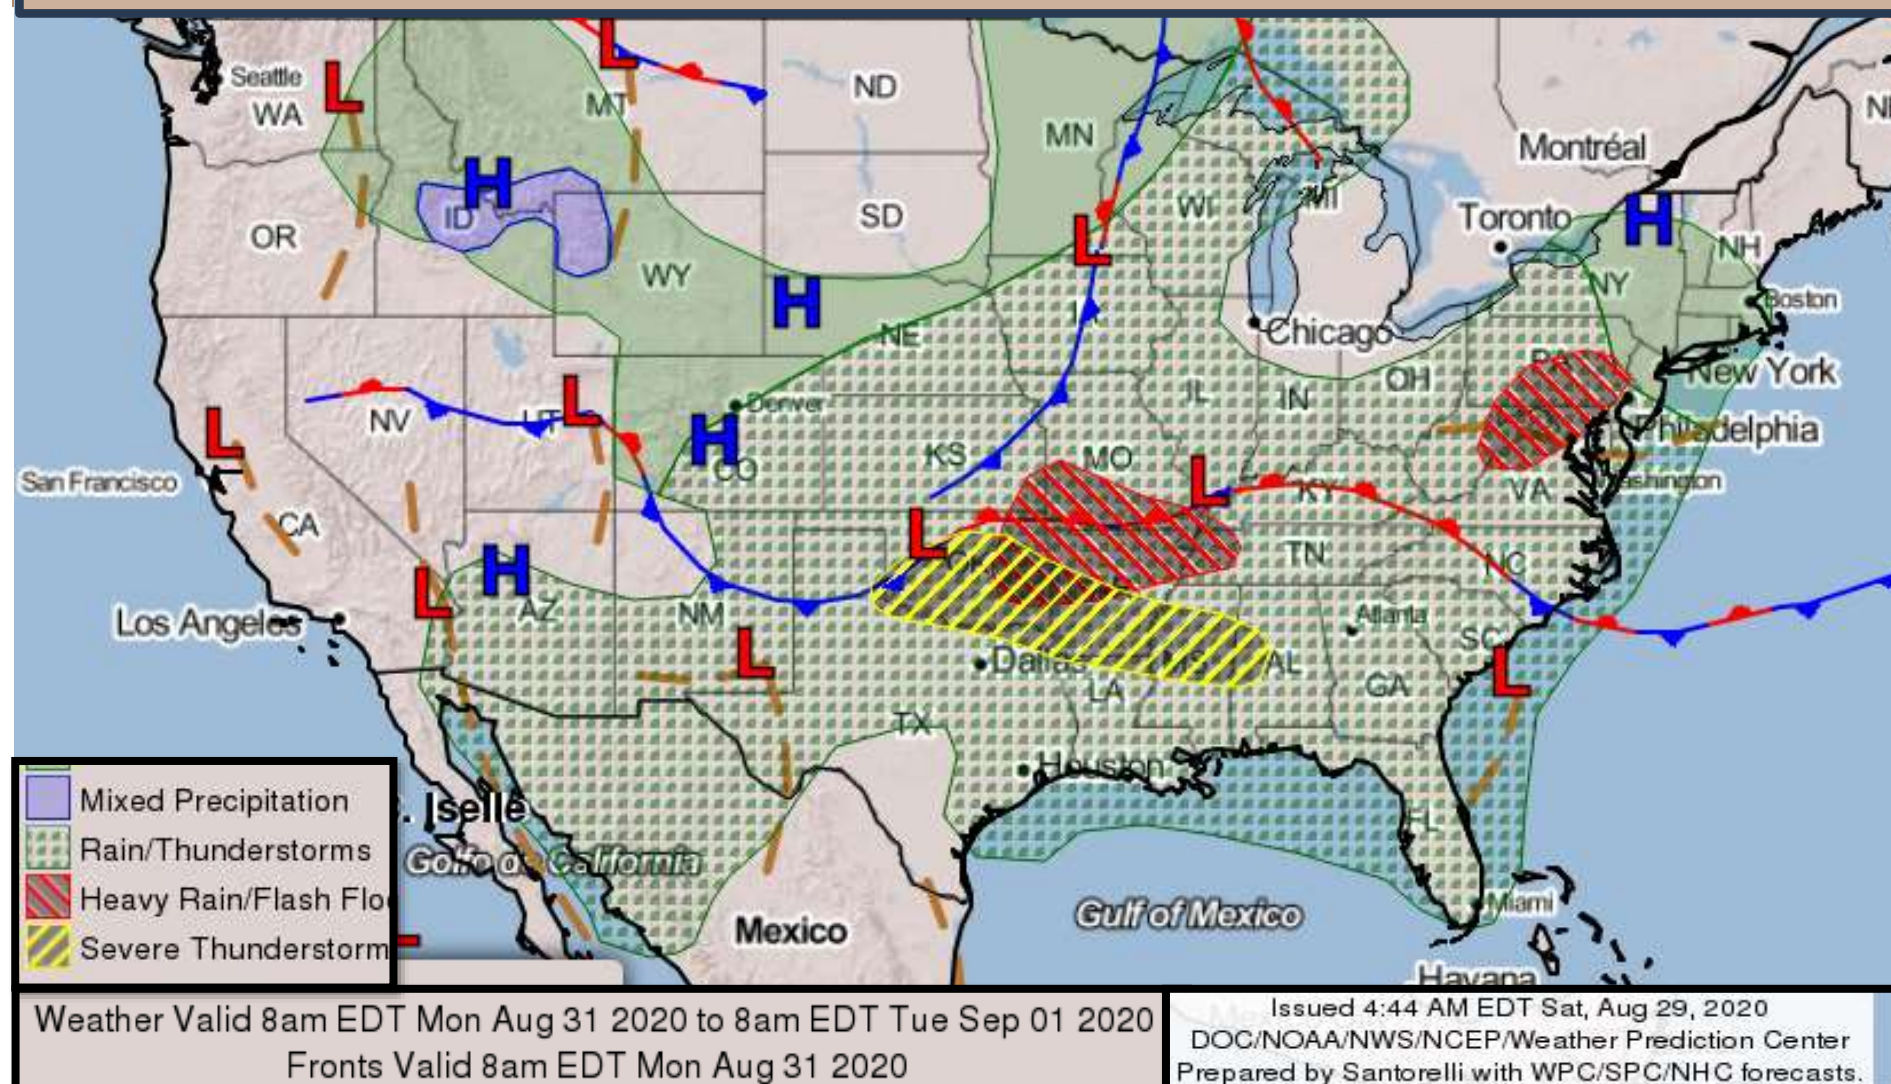 Seattle
WA
MT
ND
MN
Montréal
ID
OR
SD
WI
MI
Toronto
NH
WY
NY
Boston
NE
Chicago
PA
New York
OH
IL
IN
Denver
NV
UT
Philadelphia
KS
MO
CO
San Francisco
KY
VA
Washington
CA
TN
NC
AZ
NM
Atlanta
Los Angeles
SC
Dallas
MS
AL
LA
GA
TX
Houston
Iselle
FL
Golfo de California
Miami
Mexico
Gulf of Mexico
Havana
L
L
H
H
H
L
L
L
H
L
L
L
H
L
L
L
Mixed Precipitation
Rain/Thunderstorms
Heavy Rain/Flash Flo
Severe Thunderstorm
Weather Valid 8am EDT Mon Aug 31 2020 to 8am EDT Tue Sep 01 2020
Fronts Valid 8am EDT Mon Aug 31 2020
Issued 4:44 AM EDT Sat, Aug 29, 2020
DOC/NOAA/NWS/NCEP/Weather Prediction Center
Prepared by Santorelli with WPC/SPC/NHC forecasts.